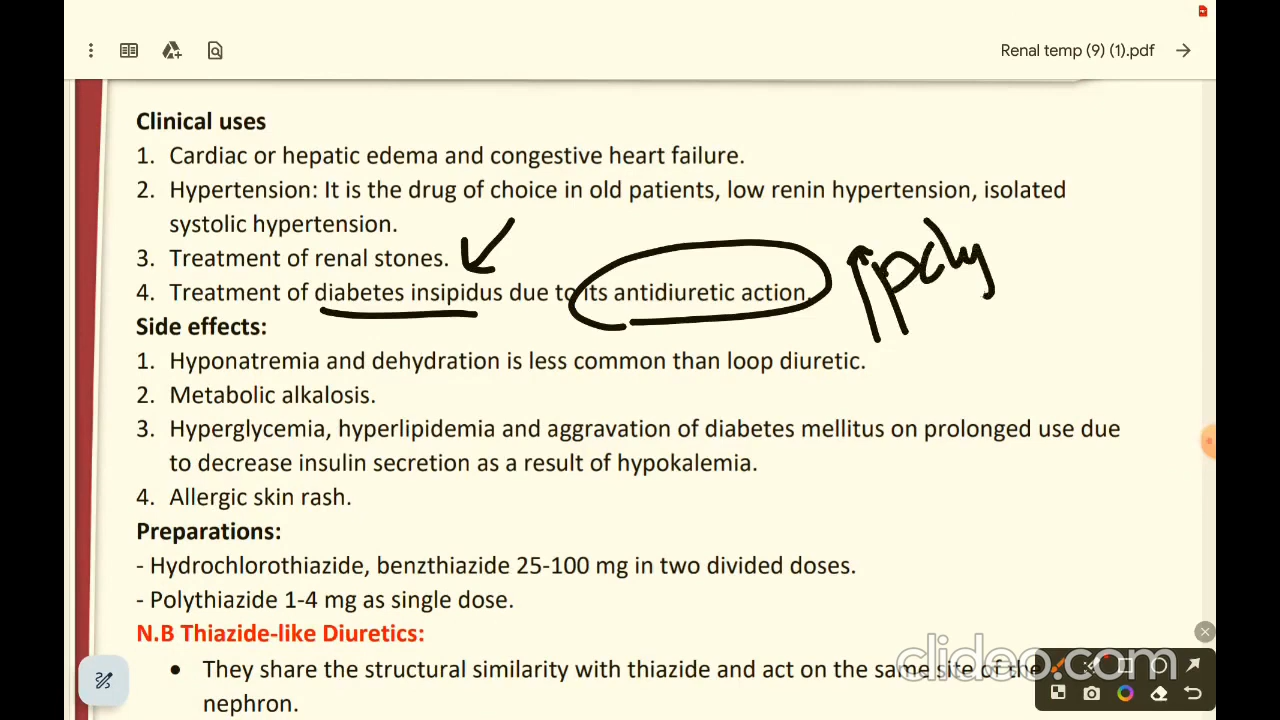 Renal temp (9) (1).pdf
Clinical uses
1. Cardiac or hepatic edema and congestive heart failure.
2. Hypertension: It is the drug of choice in old patients, low renin hypertension, isolated
systolic hypertension.
3. Treatment of renal stones.
4. Treatment of diabetes insipidus due to its antidiuretic action.
poly
Side effects:
1. Hyponatremia and dehydration is less common than loop diuretic.
2. Metabolic alkalosis.
3. Hyperglycemia, hyperlipidemia and aggravation of diabetes mellitus on prolonged use due
to decrease insulin secretion as a result of hypokalemia.
4. Allergic skin rash.
Preparations:
- Hydrochlorothiazide, benzthiazide 25-100 mg in two divided doses.
- Polythiazide 1-4 mg as single dose.
N.B Thiazide-like Diuretics:
• They share the structural similarity with thiazide and act on the same site of the
nephron.
clideo.com